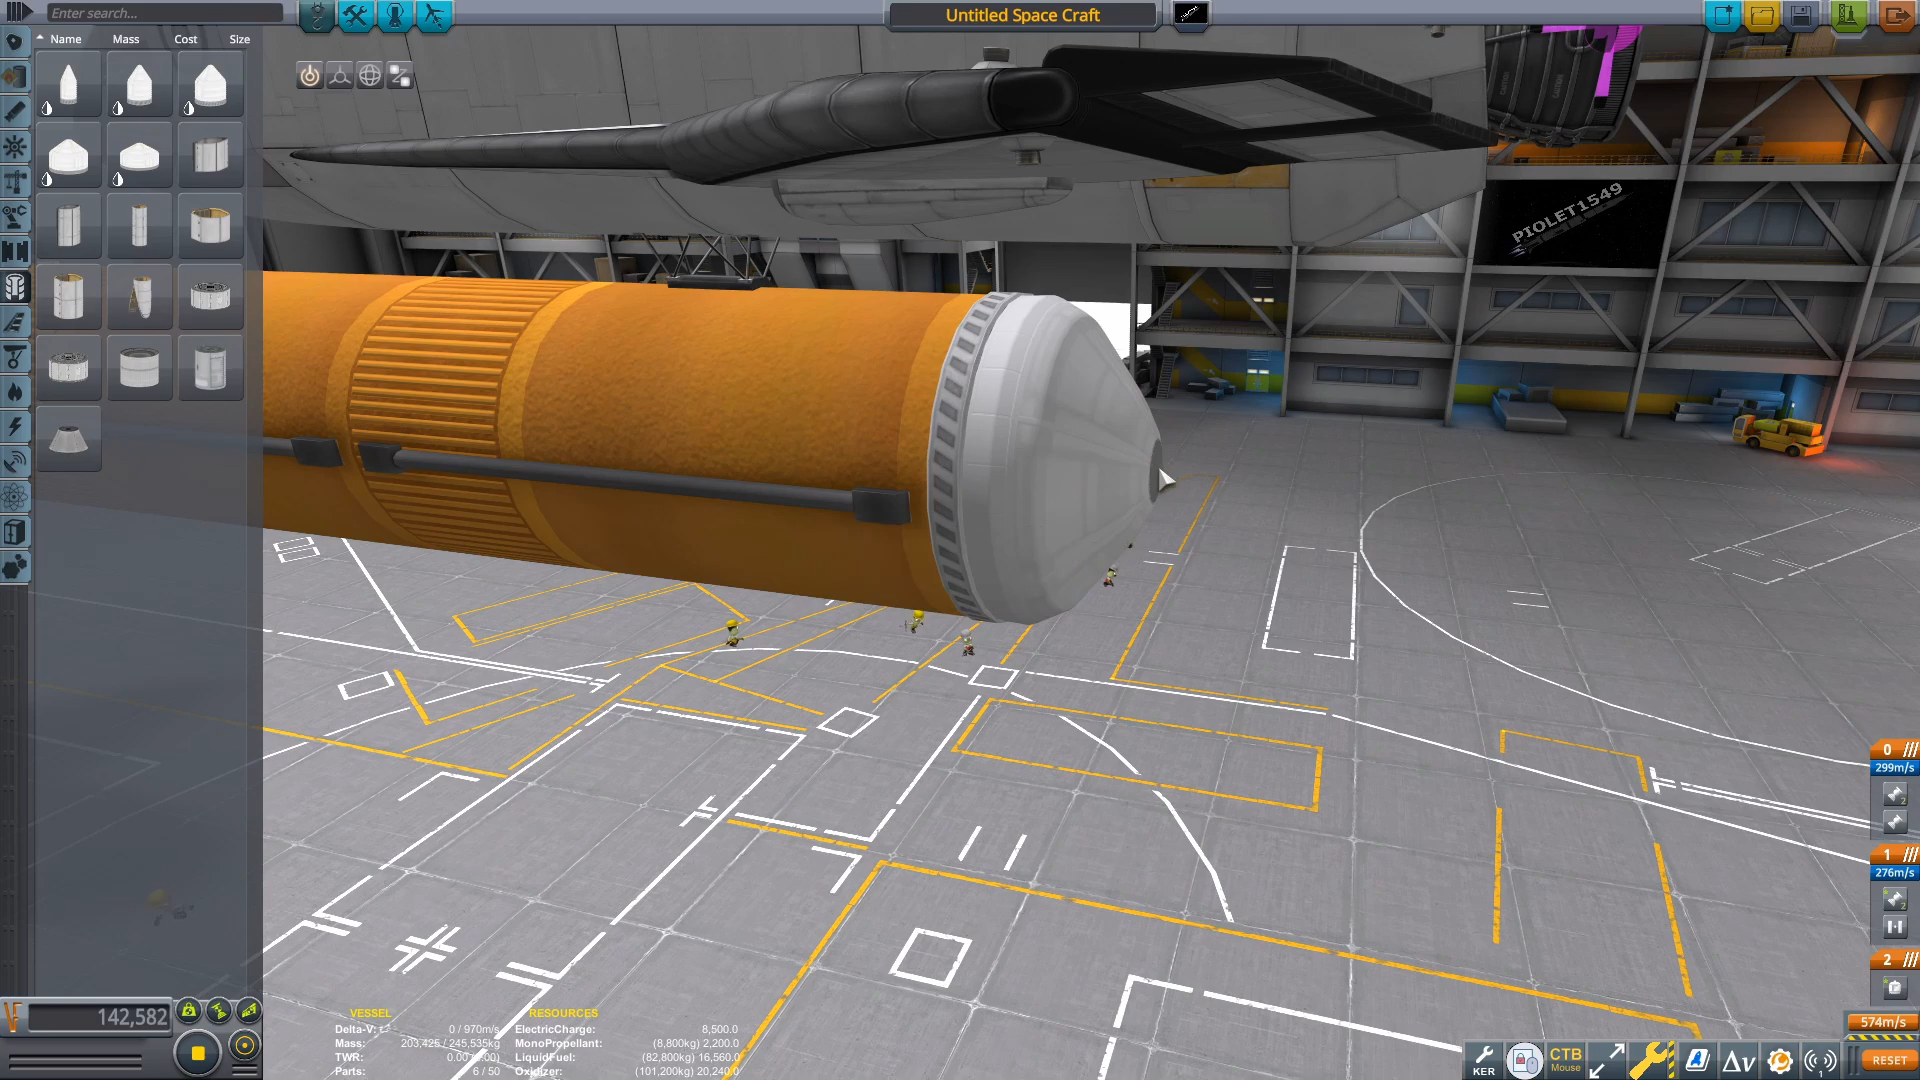 Enter search...
Untitled Space Craft
Name Mass Cost Size
PIOLET1549
0
299m/s
2
1
276m/s
2
2
574m/s
142,582
VESSEL
Delta-V: 0 / 970m/s
Mass: 203,425 / 245,535kg
Parts: 6 / 50
RESOURCES
ElectricCharge: 8,500.0
MonoPropellant: (8,800kg) 2,200.0
LiquidFuel: (82,800kg) 16,560.0
Oxidizer: (101,200kg) 20,240.0
KER
CTB
Mouse
Δv
1
RESET